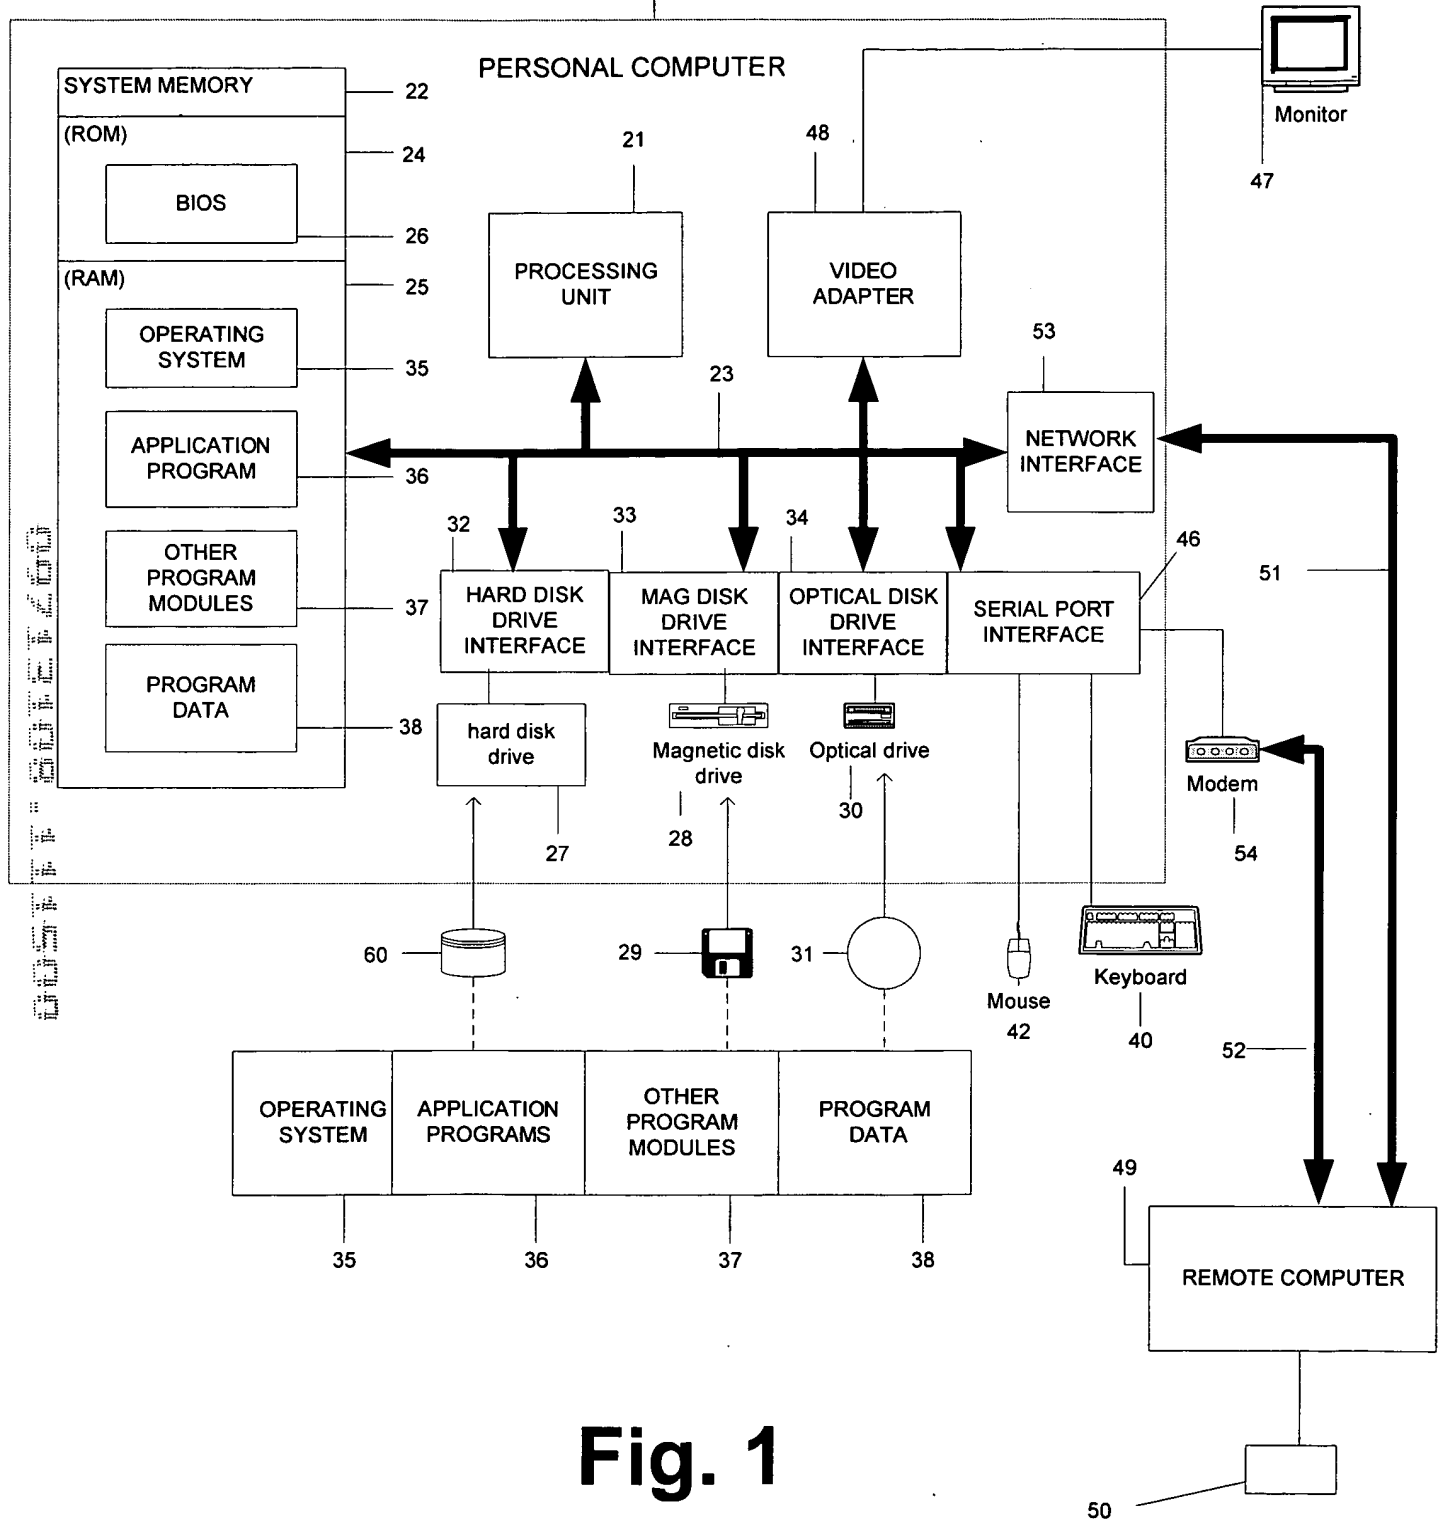 PERSONAL COMPUTER
SYSTEM MEMORY
22
(ROM)
24
BIOS
26
(RAM)
25
OPERATING
SYSTEM
35
APPLICATION
PROGRAM
36
OTHER
PROGRAM
MODULES
37
PROGRAM
DATA
38
21
PROCESSING
UNIT
48
VIDEO
ADAPTER
Monitor
47
23
53
NETWORK
INTERFACE
32
HARD DISK
DRIVE
INTERFACE
33
MAG DISK
DRIVE
INTERFACE
34
OPTICAL DISK
DRIVE
INTERFACE
46
SERIAL PORT
INTERFACE
51
hard disk
drive
27
Magnetic disk
drive
28
Optical drive
30
Modem
54
60
29
31
Mouse
42
Keyboard
40
52
OPERATING
SYSTEM
APPLICATION
PROGRAMS
OTHER
PROGRAM
MODULES
PROGRAM
DATA
35
36
37
38
49
REMOTE COMPUTER
50
Fig. 1